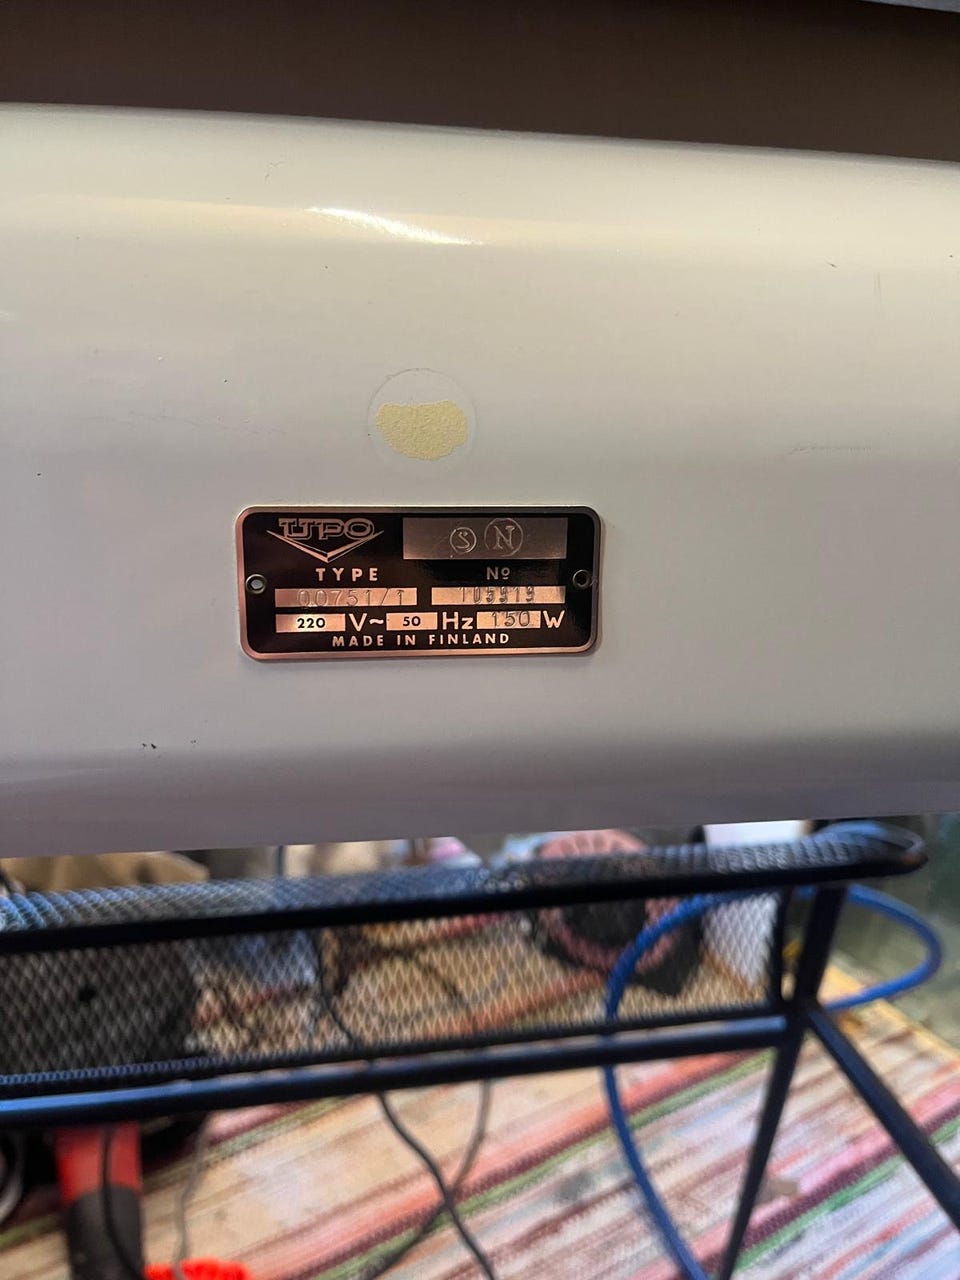 UPO
S N
TYPE Nº
00751/1 105919
220 V~ 50 Hz 150 W
MADE IN FINLAND